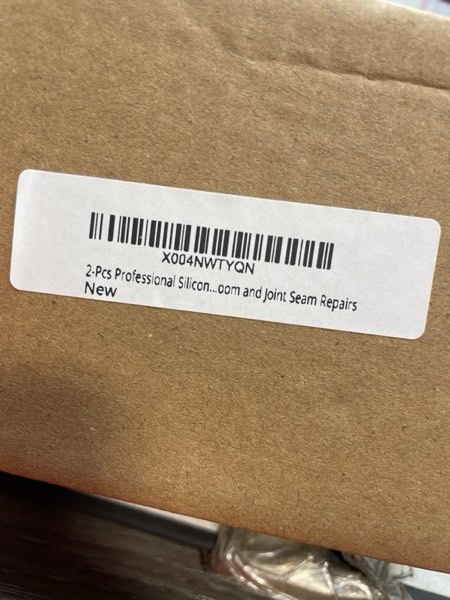 X004NWTYQN
2-Pcs Professional Silicon...oom and Joint Seam Repairs
New